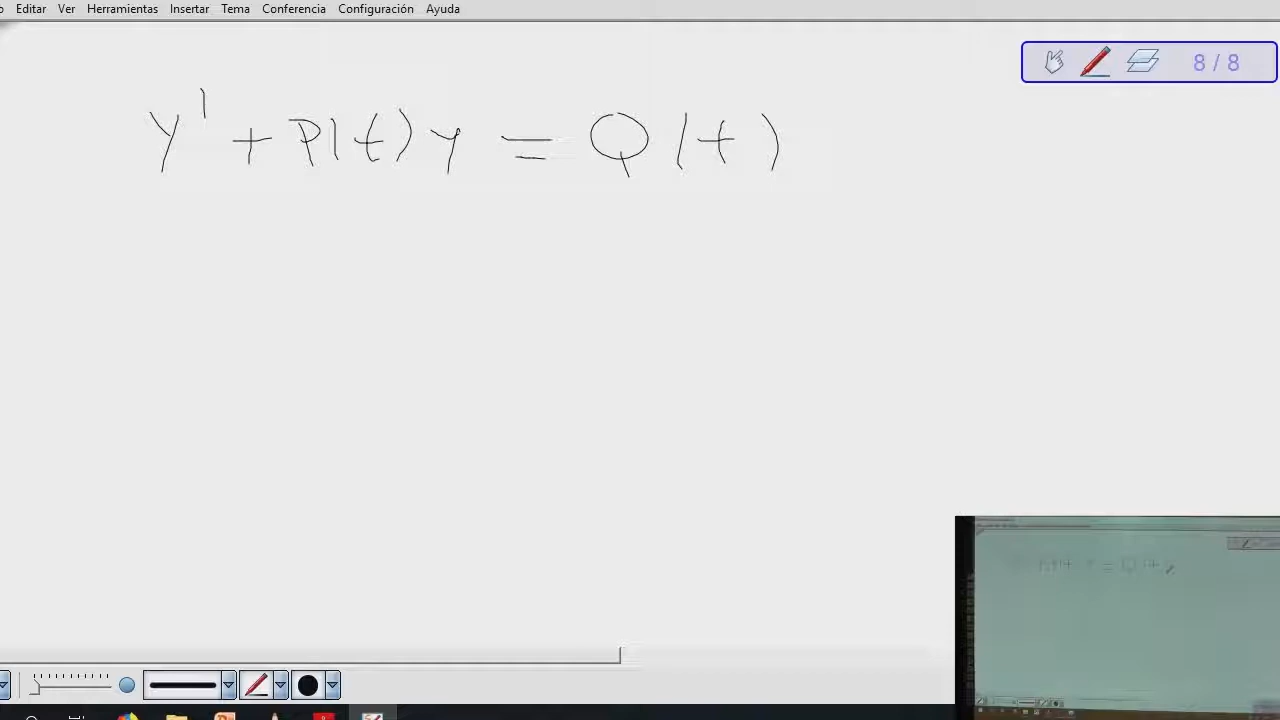 Editar Ver Herramientas Insertar Tema Conferencia Configuración Ayuda
8 / 8
y' + P(t) y = Q(t)